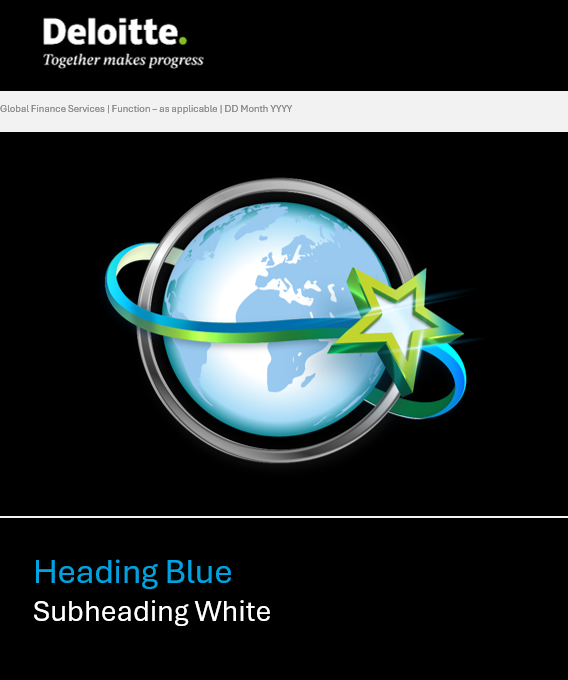 Deloitte.
Together makes progress
Global Finance Services | Function – as applicable | DD Month YYYY
Heading Blue
Subheading White